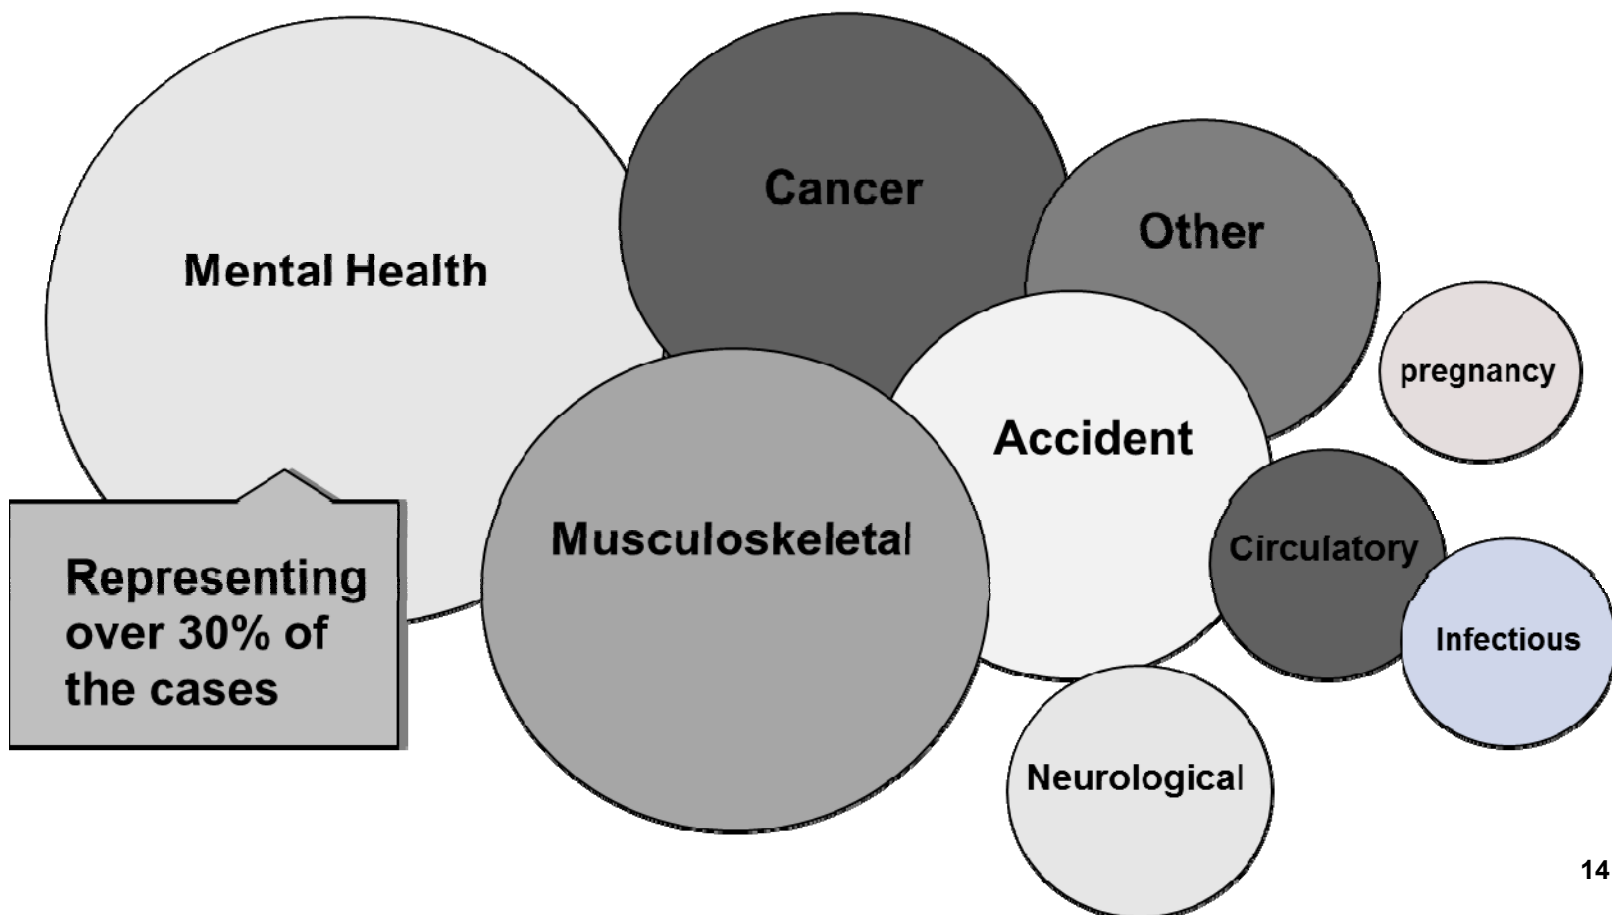 Cancer
Other
Mental Health
pregnancy
Accident
Musculoskeletal
Circulatory
Representing
over 30% of
the cases
Infectious
Neurological
14